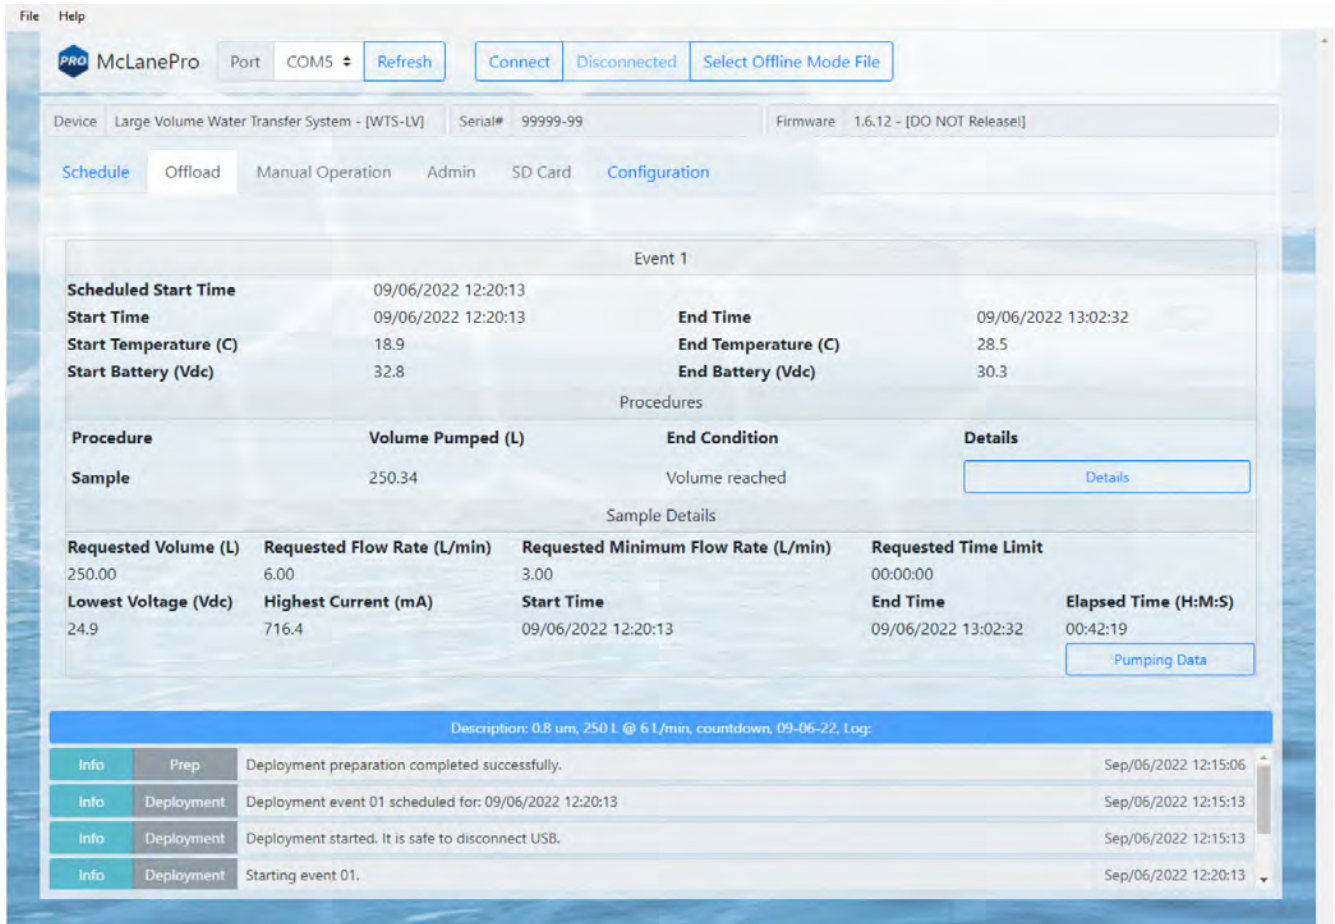 File Help
PRO McLanePro Port COM5 Refresh Connect Disconnected Select Offline Mode File
Device Large Volume Water Transfer System - [WTS-LV] Serial# 99999-99 Firmware 1.6.12 - [DO NOT Release!]
Schedule Offload Manual Operation Admin SD Card Configuration
Event 1
Scheduled Start Time 09/06/2022 12:20:13
Start Time 09/06/2022 12:20:13 End Time 09/06/2022 13:02:32
Start Temperature (C) 18.9 End Temperature (C) 28.5
Start Battery (Vdc) 32.8 End Battery (Vdc) 30.3
Procedures
Procedure Volume Pumped (L) End Condition Details
Sample 250.34 Volume reached Details
Sample Details
Requested Volume (L) Requested Flow Rate (L/min) Requested Minimum Flow Rate (L/min) Requested Time Limit
250.00 6.00 3.00 00:00:00
Lowest Voltage (Vdc) Highest Current (mA) Start Time End Time Elapsed Time (H:M:S)
24.9 716.4 09/06/2022 12:20:13 09/06/2022 13:02:32 00:42:19
Pumping Data
Description: 0.8 um, 250 L @ 6 L/min, countdown, 09-06-22, Log:
Info Prep Deployment preparation completed successfully. Sep/06/2022 12:15:06
Info Deployment Deployment event 01 scheduled for: 09/06/2022 12:20:13 Sep/06/2022 12:15:13
Info Deployment Deployment started. It is safe to disconnect USB. Sep/06/2022 12:15:13
Info Deployment Starting event 01. Sep/06/2022 12:20:13